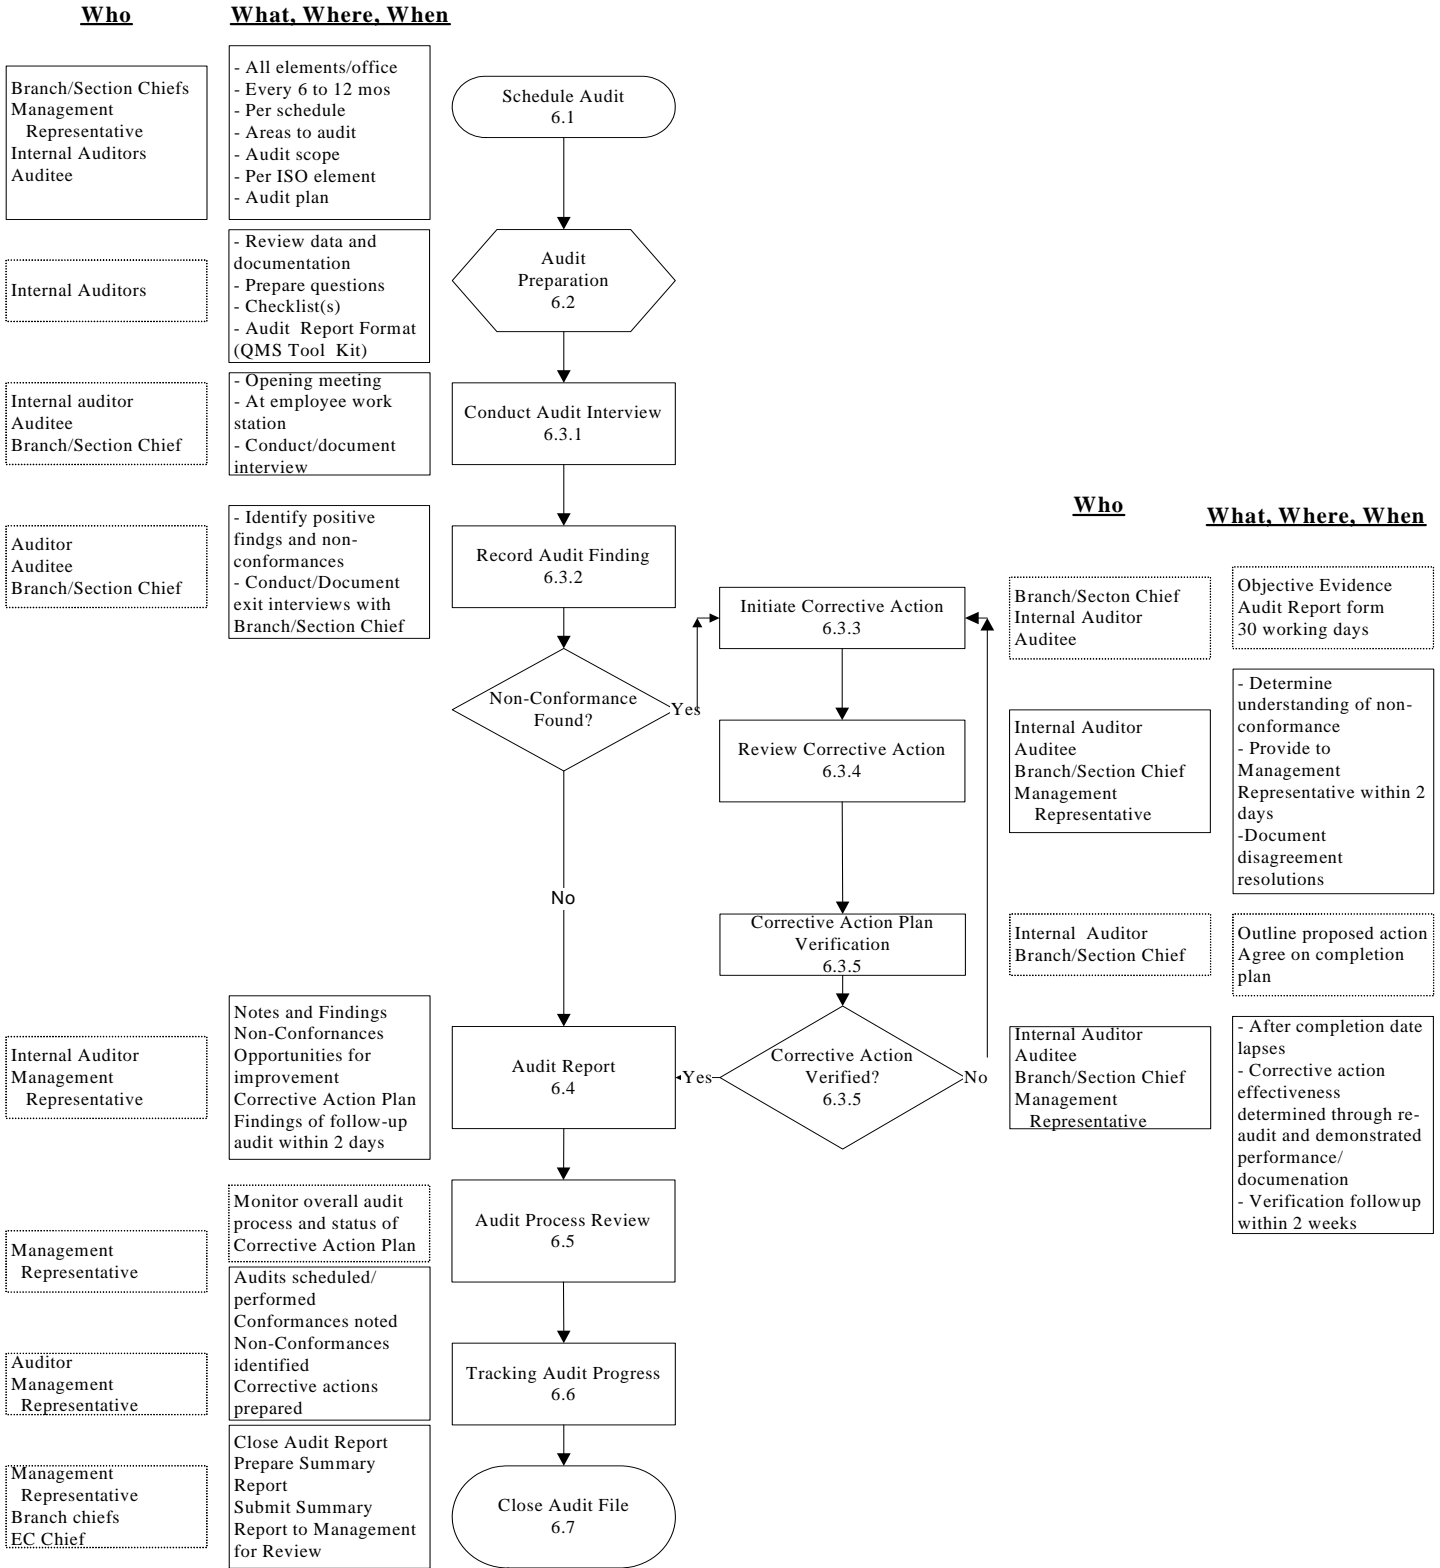 Who
What, Where, When
Branch/Section Chiefs
Management
Representative
Internal Auditors
Auditee
- All elements/office
- Every 6 to 12 mos
- Per schedule
- Areas to audit
- Audit scope
- Per ISO element
- Audit plan
Schedule Audit
6.1
Internal Auditors
- Review data and
documentation
- Prepare questions
- Checklist(s)
- Audit Report Format
(QMS Tool Kit)
Audit
Preparation
6.2
Internal auditor
Auditee
Branch/Section Chief
- Opening meeting
- At employee work
station
- Conduct/document
interview
Conduct Audit Interview
6.3.1
Auditor
Auditee
Branch/Section Chief
- Identify positive
findgs and non-
conformances
- Conduct/Document
exit interviews with
Branch/Section Chief
Record Audit Finding
6.3.2
Non-Conformance
Found?
Yes
No
Who
What, Where, When
Initiate Corrective Action
6.3.3
Branch/Secton Chief
Internal Auditor
Auditee
Objective Evidence
Audit Report form
30 working days
Review Corrective Action
6.3.4
Internal Auditor
Auditee
Branch/Section Chief
Management
Representative
- Determine
understanding of non-
conformance
- Provide to
Management
Representative within 2
days
-Document
disagreement
resolutions
Corrective Action Plan
Verification
6.3.5
Internal Auditor
Branch/Section Chief
Outline proposed action
Agree on completion
plan
Corrective Action
Verified?
6.3.5
Yes
No
Internal Auditor
Auditee
Branch/Section Chief
Management
Representative
- After completion date
lapses
- Corrective action
effectiveness
determined through re-
audit and demonstrated
performance/
documenation
- Verification followup
within 2 weeks
Internal Auditor
Management
Representative
Notes and Findings
Non-Confornances
Opportunities for
improvement
Corrective Action Plan
Findings of follow-up
audit within 2 days
Audit Report
6.4
Management
Representative
Monitor overall audit
process and status of
Corrective Action Plan
Audit Process Review
6.5
Auditor
Management
Representative
Audits scheduled/
performed
Conformances noted
Non-Conformances
identified
Corrective actions
prepared
Tracking Audit Progress
6.6
Management
Representative
Branch chiefs
EC Chief
Close Audit Report
Prepare Summary
Report
Submit Summary
Report to Management
for Review
Close Audit File
6.7